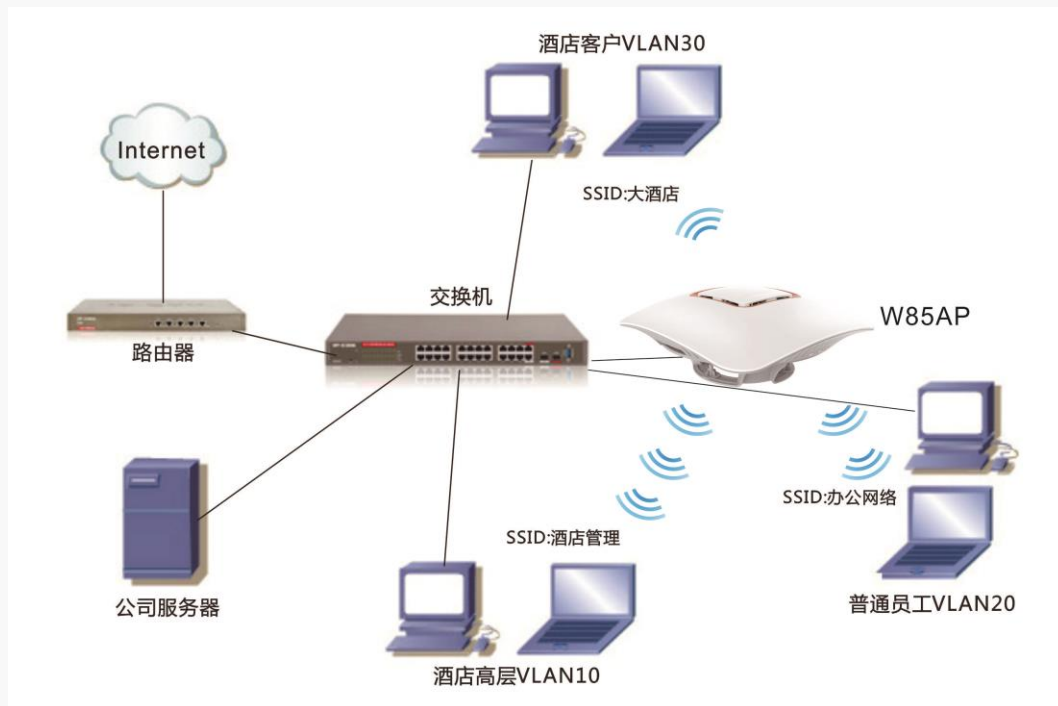 酒店客户VLAN30
Internet
SSID:大酒店
交换机
W85AP
路由器
SSID:办公网络
SSID:酒店管理
公司服务器
普通员工VLAN20
酒店高层VLAN10